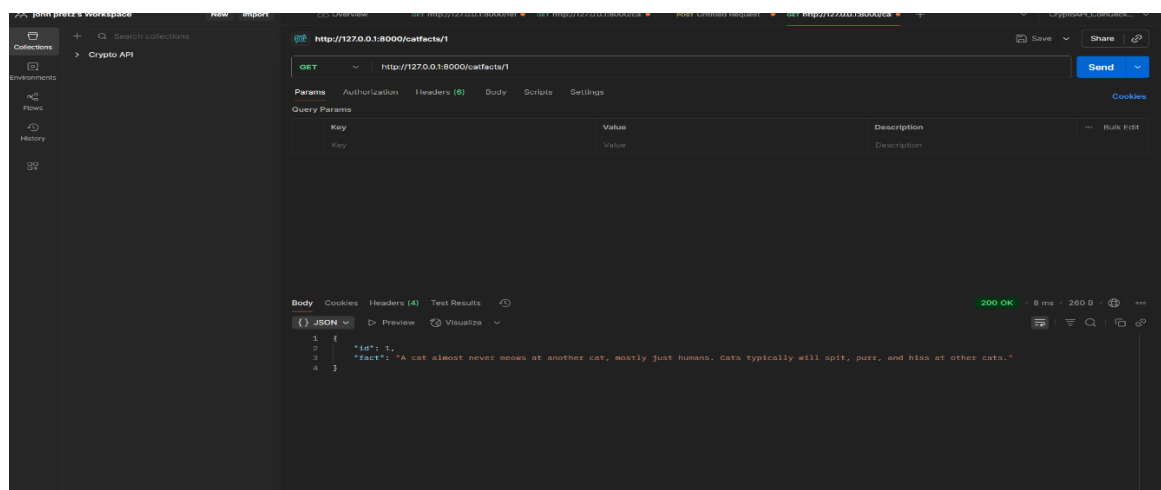 john pretz's Workspace New Import
Overview GET http://127.0.0.1:8000/fet GET http://127.0.0.1:8000/ca POST Untitled Request GET http://127.0.0.1:8000/ca CryptoAPI_CoinGeck...
Collections
Environments
Flows
History
Search collections
Crypto API
http://127.0.0.1:8000/catfacts/1
Save Share
GET http://127.0.0.1:8000/catfacts/1 Send
Params Authorization Headers (6) Body Scripts Settings Cookies
Query Params
Key Value Description ··· Bulk Edit
Key Value Description
Body Cookies Headers (4) Test Results 200 OK · 8 ms · 260 B ···
{} JSON Preview Visualize
1 {
2 "id": 1,
3 "fact": "A cat almost never meows at another cat, mostly just humans. Cats typically will spit, purr, and hiss at other cats."
4 }